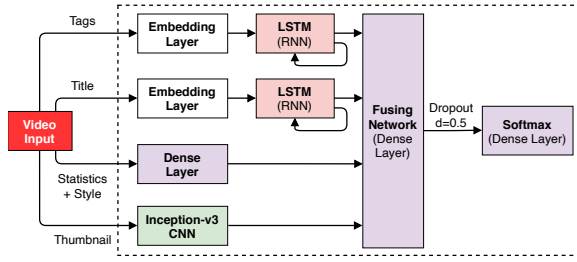 Tags
Embedding
Layer
LSTM
(RNN)
Title
Embedding
Layer
LSTM
(RNN)
Video
Input
Statistics
+ Style
Dense
Layer
Thumbnail
Inception-v3
CNN
Fusing
Network
(Dense
Layer)
Dropout
d=0.5
Softmax
(Dense Layer)